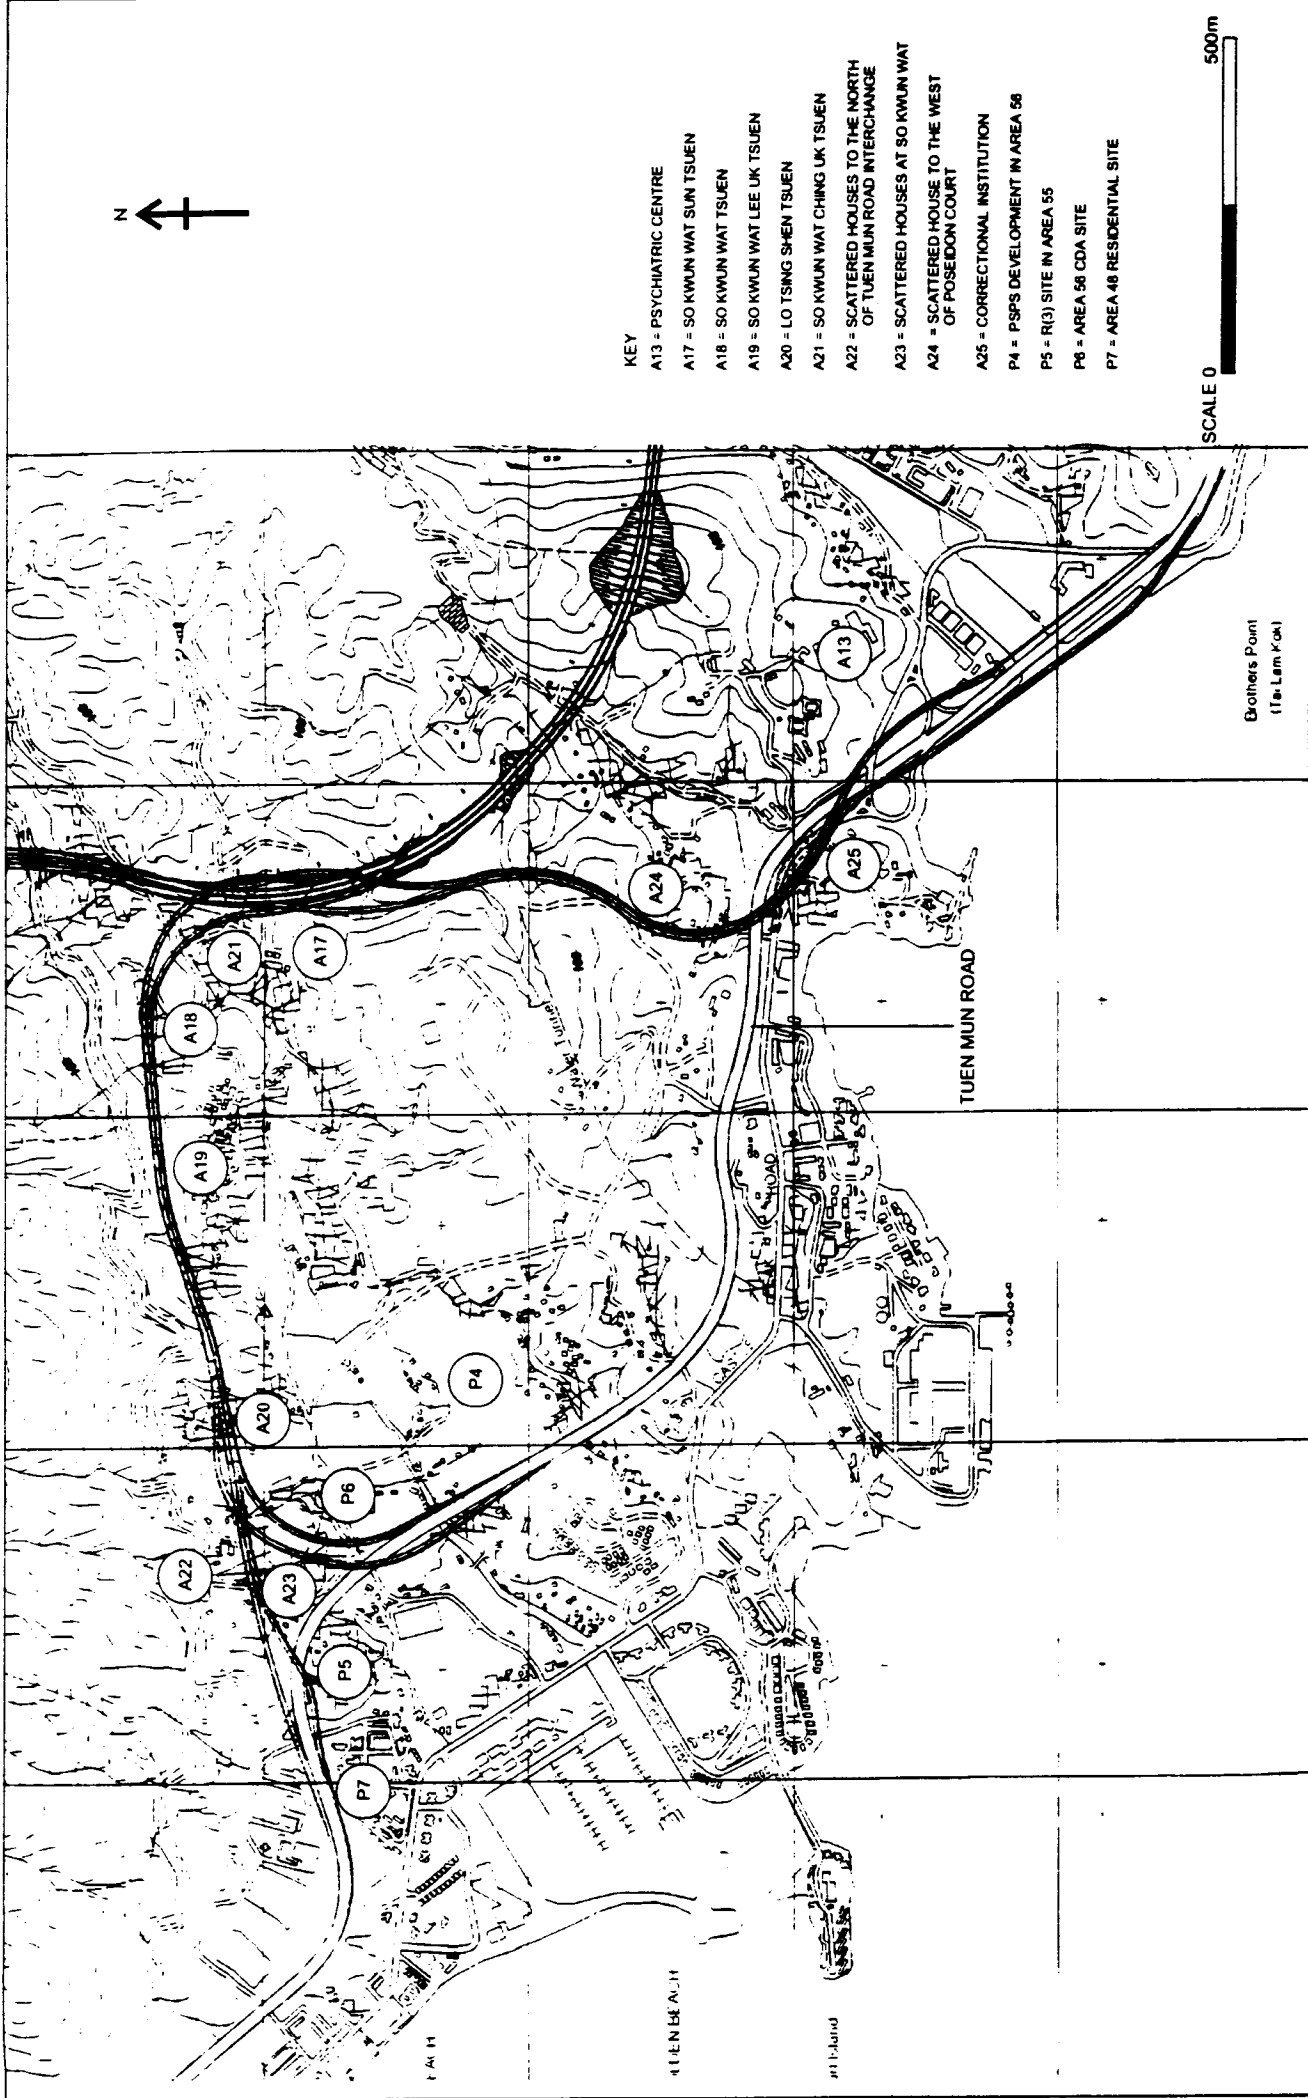 N
KEY
A13 = PSYCHIATRIC CENTRE
A17 = SO KWUN WAT SUN TSUEN
A18 = SO KWUN WAT TSUEN
A19 = SO KWUN WAT LEE UK TSUEN
A20 = LO TSING SHEN TSUEN
A21 = SO KWUN WAT CHING UK TSUEN
A22 = SCATTERED HOUSES TO THE NORTH
OF TUEN MUN ROAD INTERCHANGE
A23 = SCATTERED HOUSES AT SO KWUN WAT
A24 = SCATTERED HOUSE TO THE WEST
OF POSEIDON COURT
A25 = CORRECTIONAL INSTITUTION
P4 = PSPS DEVELOPMENT IN AREA 56
P5 = R(3) SITE IN AREA 55
P6 = AREA 56 CDA SITE
P7 = AREA 48 RESIDENTIAL SITE
SCALE 0
500m
A22
A20
A19
A18
A21
A17
A23
P6
P5
P7
P4
A24
A13
A25
TUEN MUN ROAD
ROAD
Brothers Point
(Tai Lam Kok)